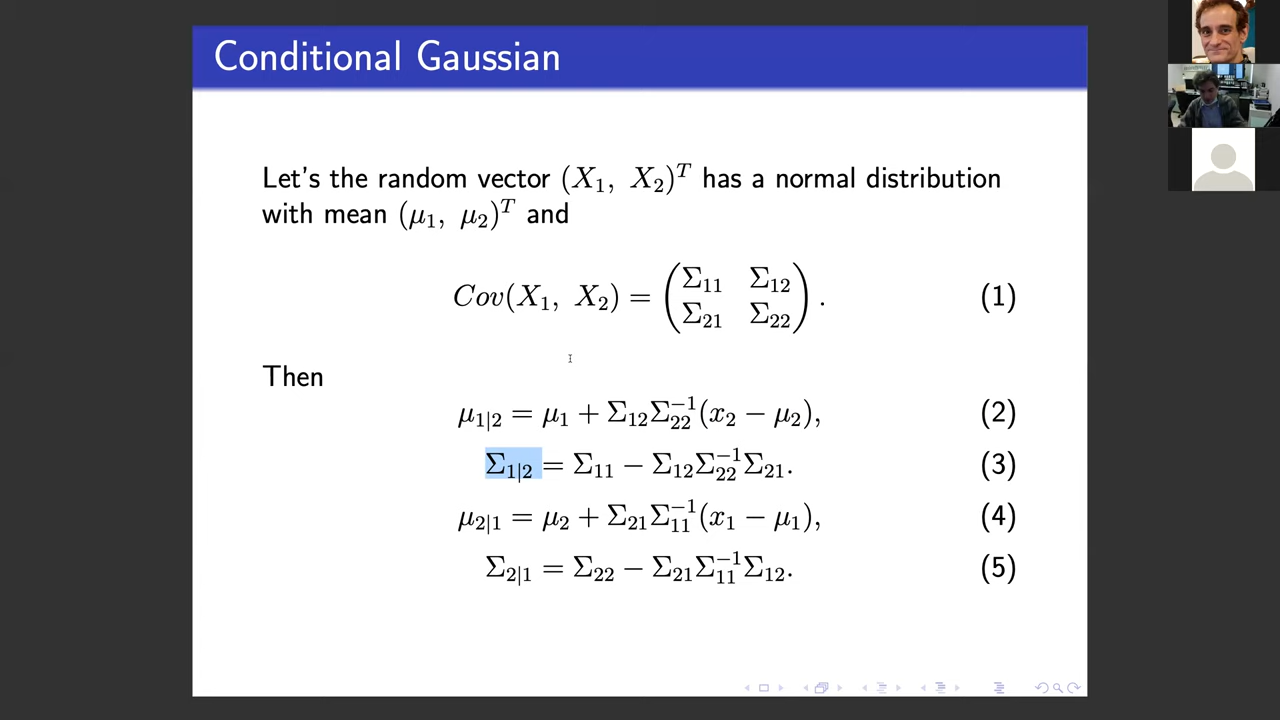 Conditional Gaussian
Let's the random vector (X₁, X₂)ᵀ has a normal distribution
with mean (μ₁, μ₂)ᵀ and
Cov(X₁, X₂) = (Σ₁₁ Σ₁₂
Σ₂₁ Σ₂₂) . (1)
Then
μ₁|₂ = μ₁ + Σ₁₂Σ₂₂⁻¹(x₂ − μ₂), (2)
Σ₁|₂ = Σ₁₁ − Σ₁₂Σ₂₂⁻¹Σ₂₁. (3)
μ₂|₁ = μ₂ + Σ₂₁Σ₁₁⁻¹(x₁ − μ₁), (4)
Σ₂|₁ = Σ₂₂ − Σ₂₁Σ₁₁⁻¹Σ₁₂. (5)